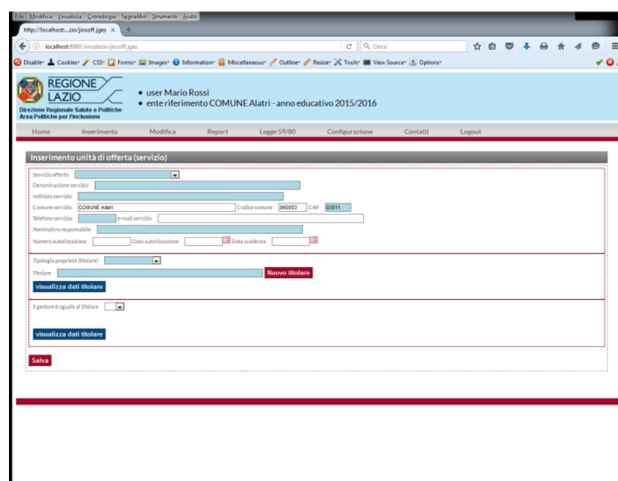 File Modifica Visualizza Cronologia Segnalibri Strumenti Aiuto
http://localhost:...zio/jinsoff.jges × +
localhost:8080/sirselazio/jinsoff.jges C Cerca
Disable Cookies CSS Forms Images Information Miscellaneous Outline Resize Tools View Source Options
REGIONE LAZIO
Direzione Regionale Salute e Politiche
Area Politiche per l'Inclusione
• user Mario Rossi
• ente riferimento COMUNE Alatri - anno educativo 2015/2016
Home Inserimento Modifica Report Legge 59/80 Configurazione Contatti Logout
Inserimento unità di offerta (servizio)
Servizio offerto
Denominazione servizio
Indirizzo servizio
Comune servizio COMUNE Alatri Codice comune 060003 CAP 03011
Telefono servizio e-mail servizio
Nominativo responsabile
Numero autorizzazione Data autorizzazione Data scadenza
Tipologia proprietà (titolare)
Titolare Nuovo titolare
visualizza dati titolare
Il gestore è uguale al titolare
visualizza dati titolare
Salva